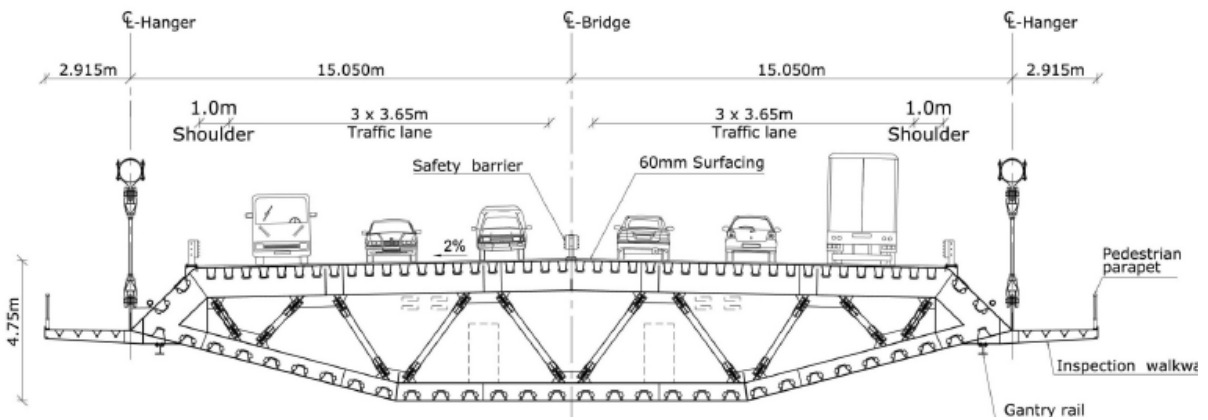 ℄-Hanger
℄-Bridge
℄-Hanger
2.915m
15.050m
15.050m
2.915m
1.0m
Shoulder
3 x 3.65m
Traffic lane
3 x 3.65m
Traffic lane
1.0m
Shoulder
Safety barrier
60mm Surfacing
2%
Pedestrian
parapet
4.75m
Inspection walkwa
Gantry rail